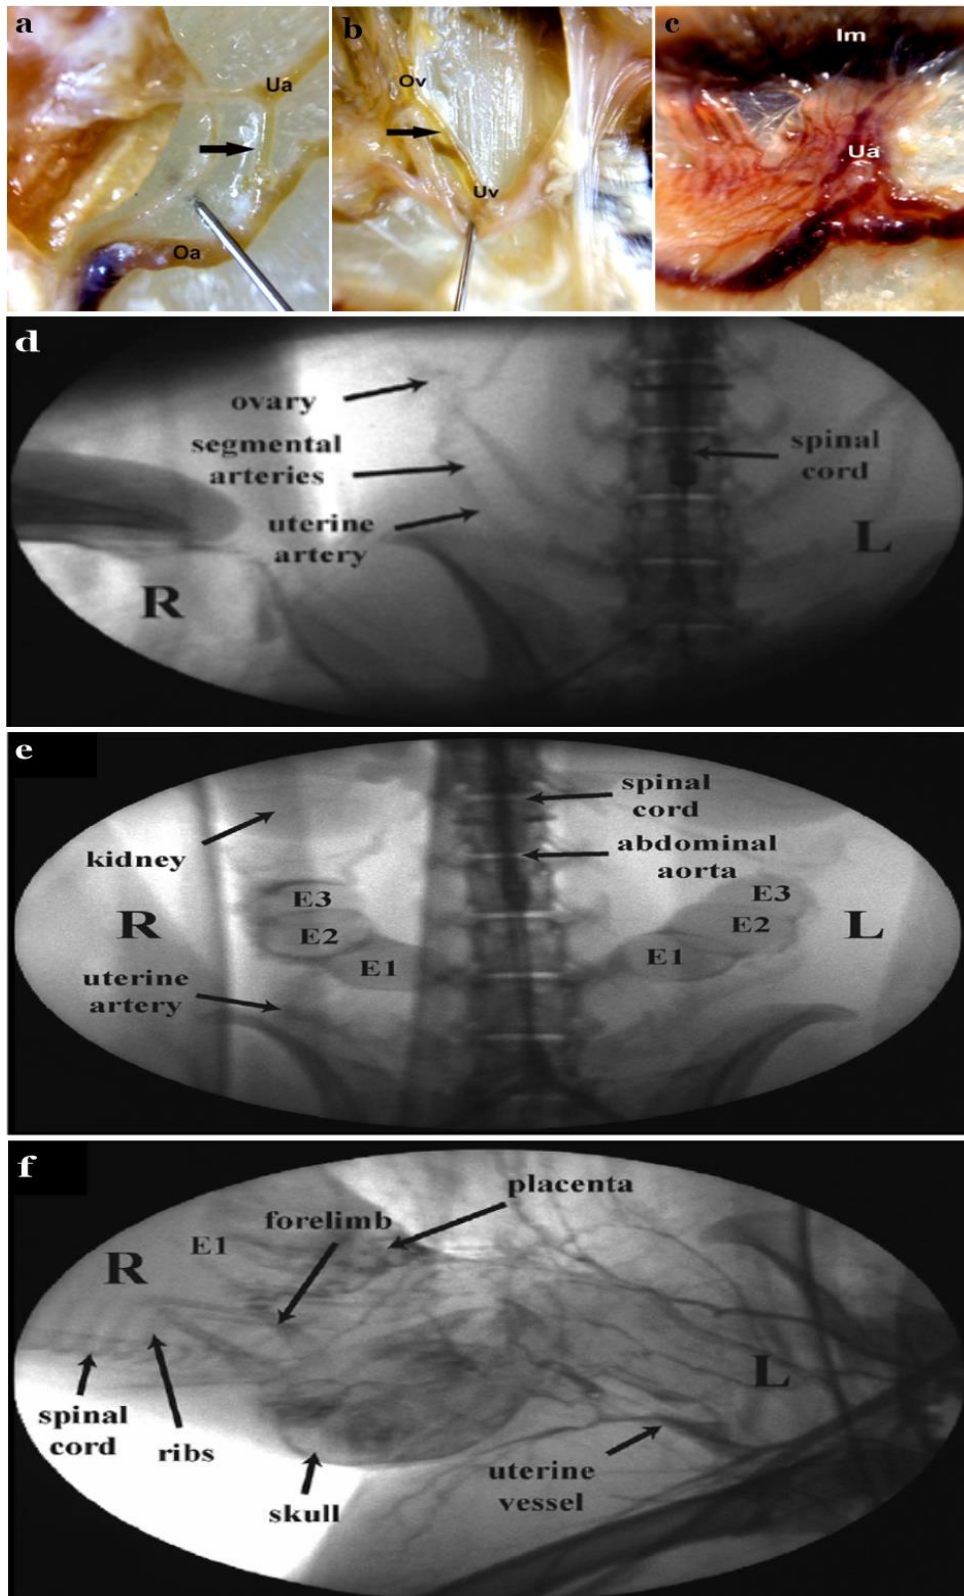 a
Ua
Oa
b
Ov
Uv
c
Im
Ua
d
ovary
segmental
arteries
uterine
artery
spinal
cord
R
L
e
kidney
spinal
cord
abdominal
aorta
E3
E2
E1
E3
E2
E1
R
L
uterine
artery
f
placenta
forelimb
E1
R
L
spinal
cord
ribs
skull
uterine
vessel